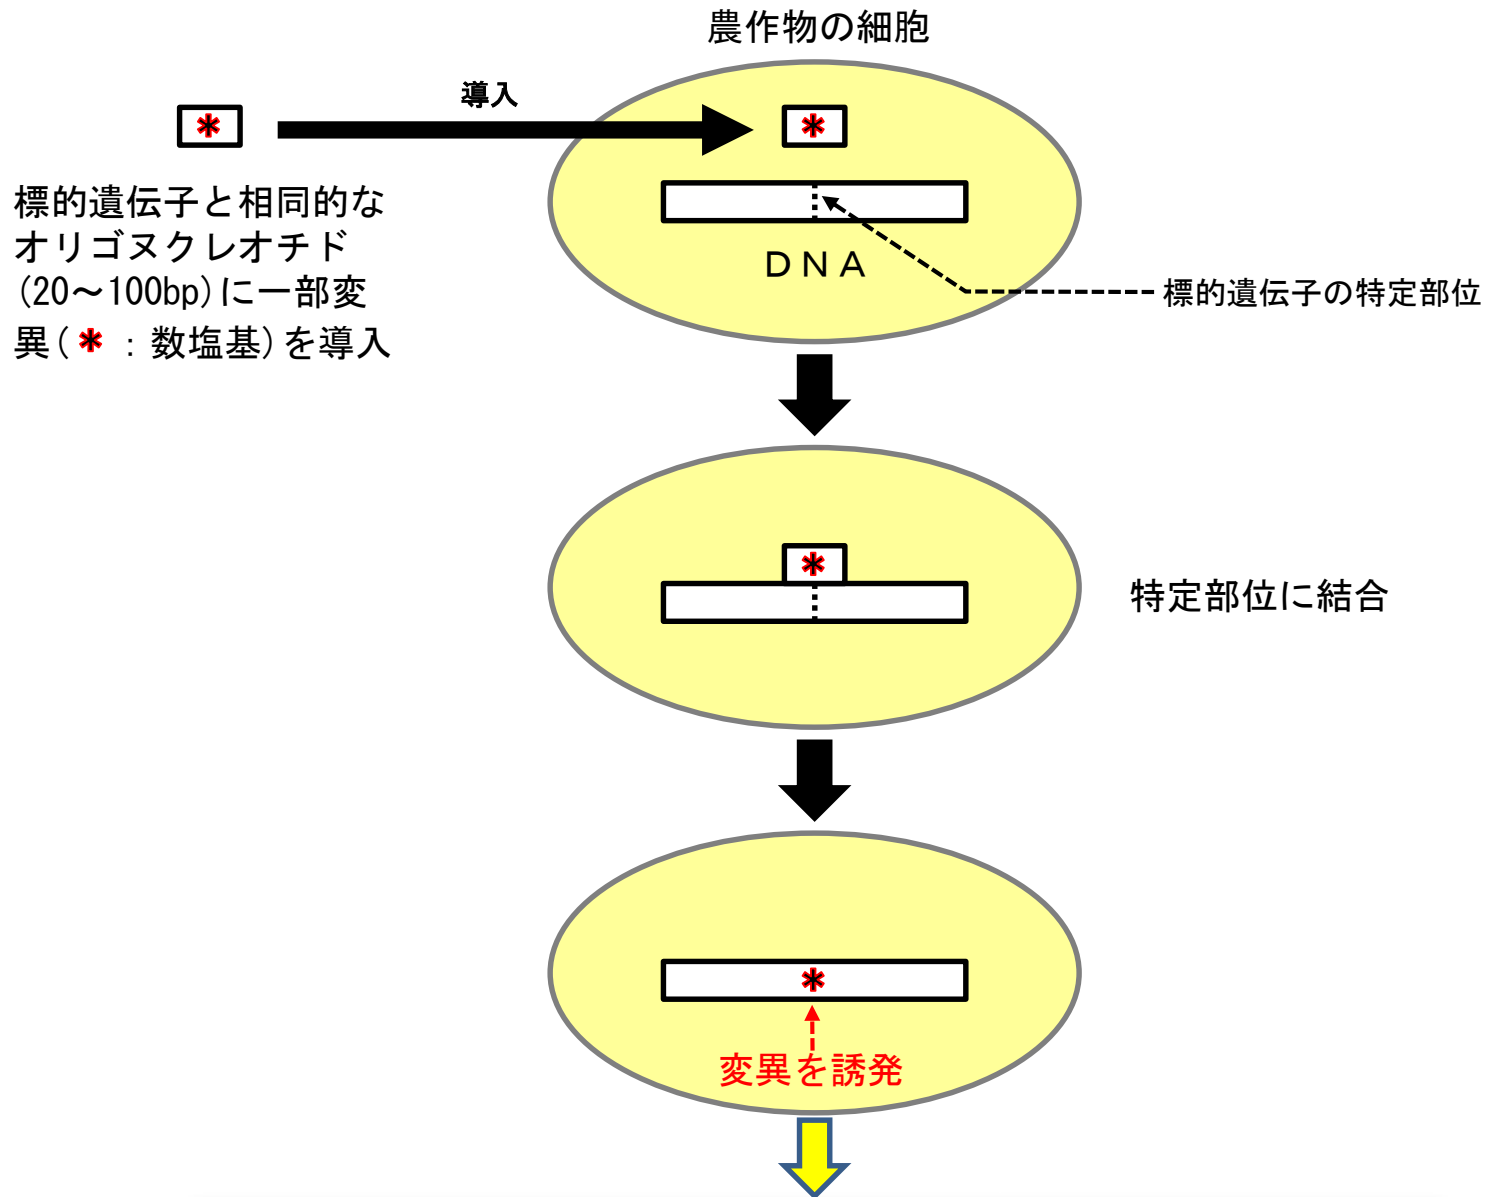 農作物の細胞
導入
*
*
標的遺伝子と相同的な
オリゴヌクレオチド
(20～100bp)に一部変
異(* : 数塩基)を導入
DNA
標的遺伝子の特定部位
*
特定部位に結合
*
変異を誘発